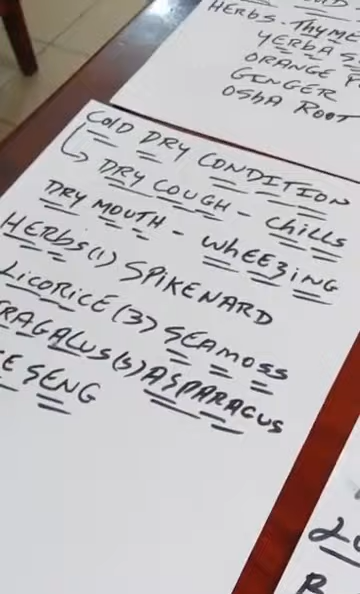 HERBS. THYME
YERBA S
ORANGE P
GINGER
OSHA ROOT
COLD DRY CONDITION
DRY COUGH - CHILLS
DRY MOUTH - WHEEZING
HERBS (1) SPIKENARD
LICORICE (3) SEAMOSS
RAGALUS (5) ASPARAGUS
SENG